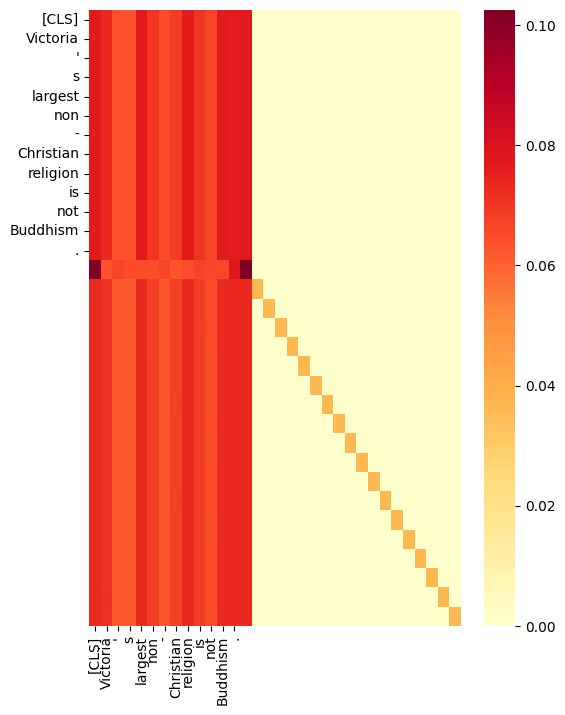 [CLS]
Victoria
'
s
largest
non
-
Christian
religion
is
not
Buddhism
.
[CLS]
Victoria
'
s
largest
non
-
Christian
religion
is
not
Buddhism
.
0.10
0.08
0.06
0.04
0.02
0.00